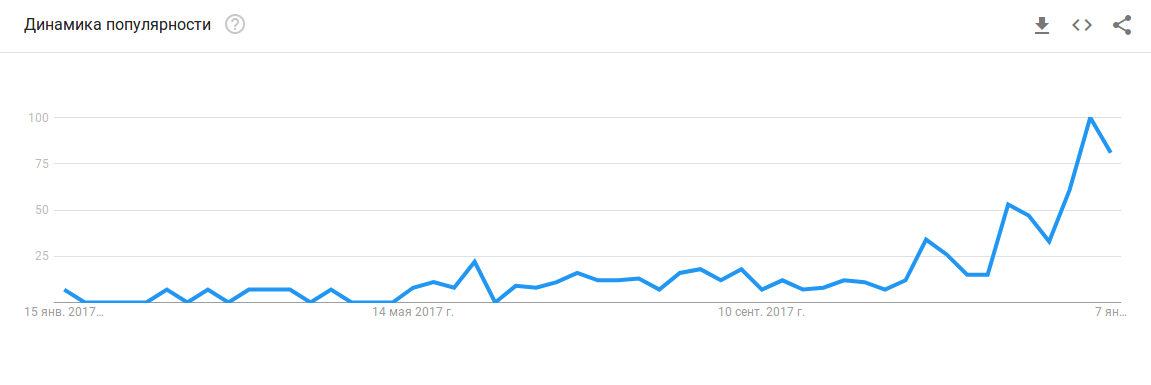 Динамика популярности
100
75
50
25
15 янв. 2017…
14 мая 2017 г.
10 сент. 2017 г.
7 ян…